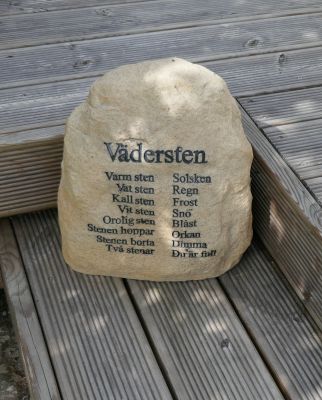 Vädersten
Varm sten Solsken
Våt sten Regn
Kall sten Frost
Vit sten Snö
Orolig sten Blåst
Stenen hoppar Orkan
Stenen borta Dimma
Två stenar Du är full